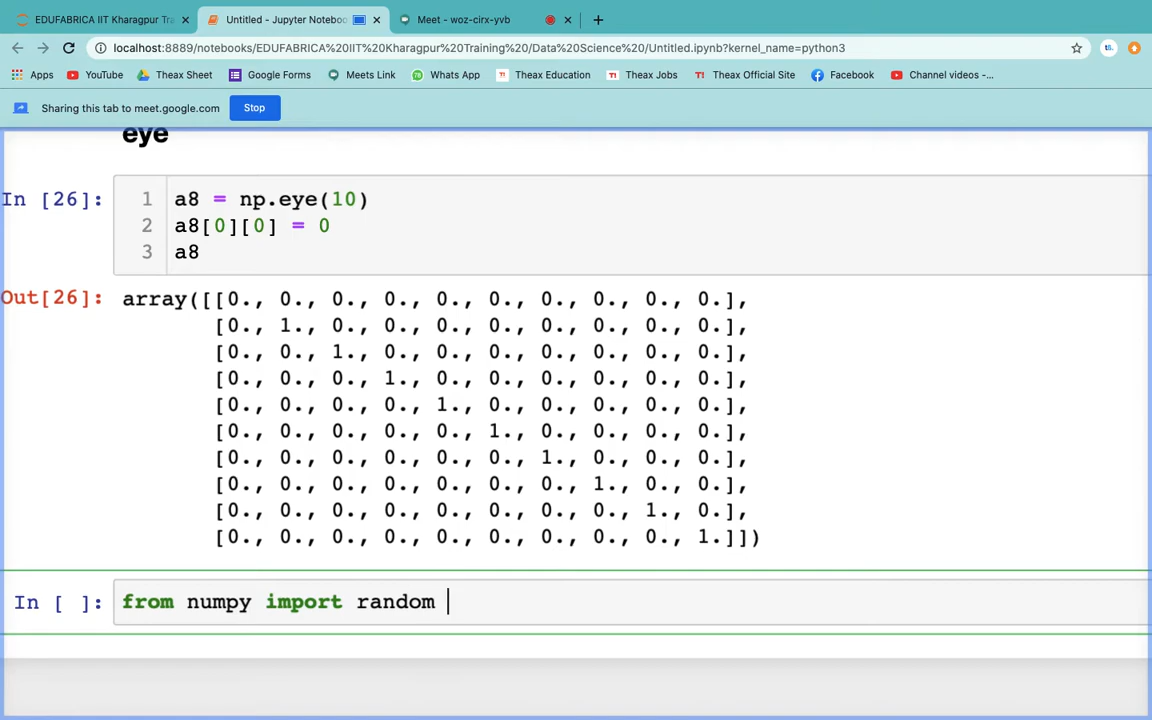 EDUFABRICA IIT Kharagpur Tra
Untitled - Jupyter Noteboo
Meet - woz-cirx-yvb
localhost:8889/notebooks/EDUFABRICA%20IIT%20Kharagpur%20Training%20/Data%20Science%20/Untitled.ipynb?kernel_name=python3
Apps
YouTube
Theax Sheet
Google Forms
Meets Link
Whats App
Theax Education
Theax Jobs
Theax Official Site
Facebook
Channel videos -...
Sharing this tab to meet.google.com
Stop
eye
In [26]:
1 a8 = np.eye(10)
2 a8[0][0] = 0
3 a8
Out[26]: array([[0., 0., 0., 0., 0., 0., 0., 0., 0., 0.],
[0., 1., 0., 0., 0., 0., 0., 0., 0., 0.],
[0., 0., 1., 0., 0., 0., 0., 0., 0., 0.],
[0., 0., 0., 1., 0., 0., 0., 0., 0., 0.],
[0., 0., 0., 0., 1., 0., 0., 0., 0., 0.],
[0., 0., 0., 0., 0., 1., 0., 0., 0., 0.],
[0., 0., 0., 0., 0., 0., 1., 0., 0., 0.],
[0., 0., 0., 0., 0., 0., 0., 1., 0., 0.],
[0., 0., 0., 0., 0., 0., 0., 0., 1., 0.],
[0., 0., 0., 0., 0., 0., 0., 0., 0., 1.]])
In [ ]: from numpy import random